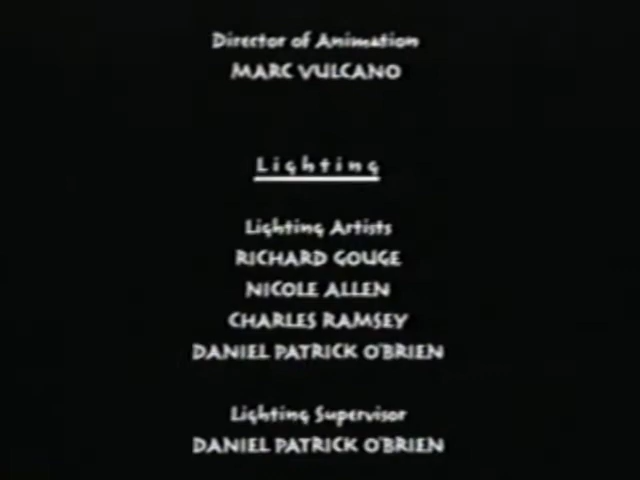 Director of Animation
MARC VULCANO
Lighting
Lighting Artists
RICHARD GOUGE
NICOLE ALLEN
CHARLES RAMSEY
DANIEL PATRICK O'BRIEN
Lighting Supervisor
DANIEL PATRICK O'BRIEN